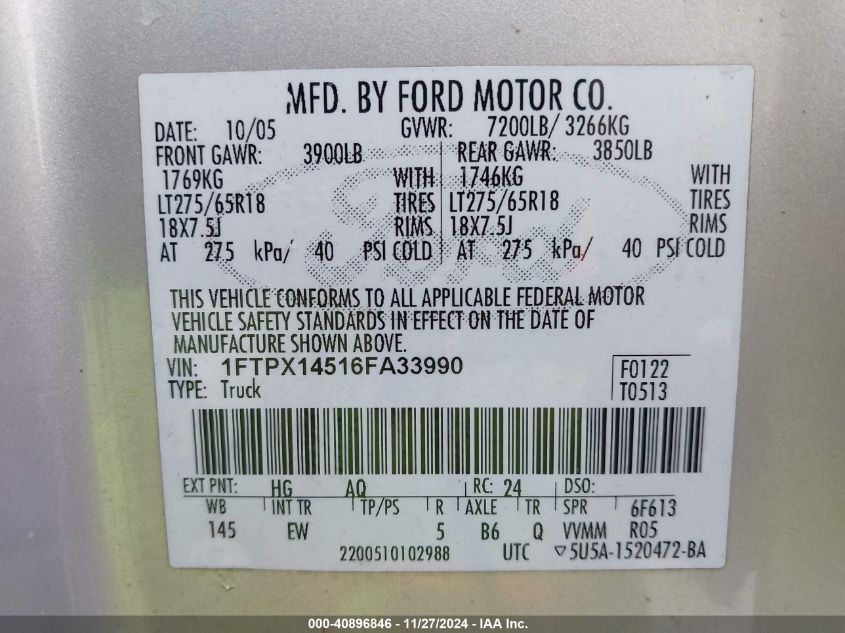 MFD. BY FORD MOTOR CO.
DATE: 10/05 GVWR: 7200LB/ 3266KG
FRONT GAWR: 3900LB REAR GAWR: 3850LB
1769KG WITH 1746KG WITH
LT275/65R18 TIRES LT275/65R18 TIRES
18X7.5J RIMS 18X7.5J RIMS
AT 275 kPa/ 40 PSI COLD AT 275 kPa/ 40 PSI COLD
THIS VEHICLE CONFORMS TO ALL APPLICABLE FEDERAL MOTOR
VEHICLE SAFETY STANDARDS IN EFFECT ON THE DATE OF
MANUFACTURE SHOWN ABOVE.
VIN: 1FTPX14516FA33990 F0122
TYPE: Truck T0513
EXT PNT: HG AQ RC: 24 DSO:
WB INT TR TP/PS R AXLE TR SPR 6F613
145 EW 5 B6 Q VVMM R05
2200510102988 UTC ▽5U5A-1520472-BA
000-40896846 - 11/27/2024 - IAA Inc.